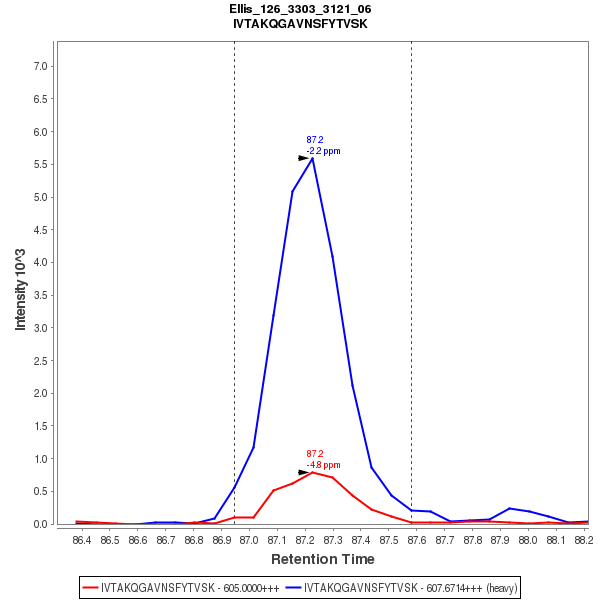 Ellis_126_3303_3121_06
IVTAKQGAVNSFYTVSK
Intensity 10^3
7.0
6.5
6.0
5.5
5.0
4.5
4.0
3.5
3.0
2.5
2.0
1.5
1.0
0.5
0.0
87.2
-2.2 ppm
87.2
-4.8 ppm
86.4 86.5 86.6 86.7 86.8 86.9 87.0 87.1 87.2 87.3 87.4 87.5 87.6 87.7 87.8 87.9 88.0 88.1 88.2
Retention Time
IVTAKQGAVNSFYTVSK - 605.0000+++ IVTAKQGAVNSFYTVSK - 607.6714+++ (heavy)